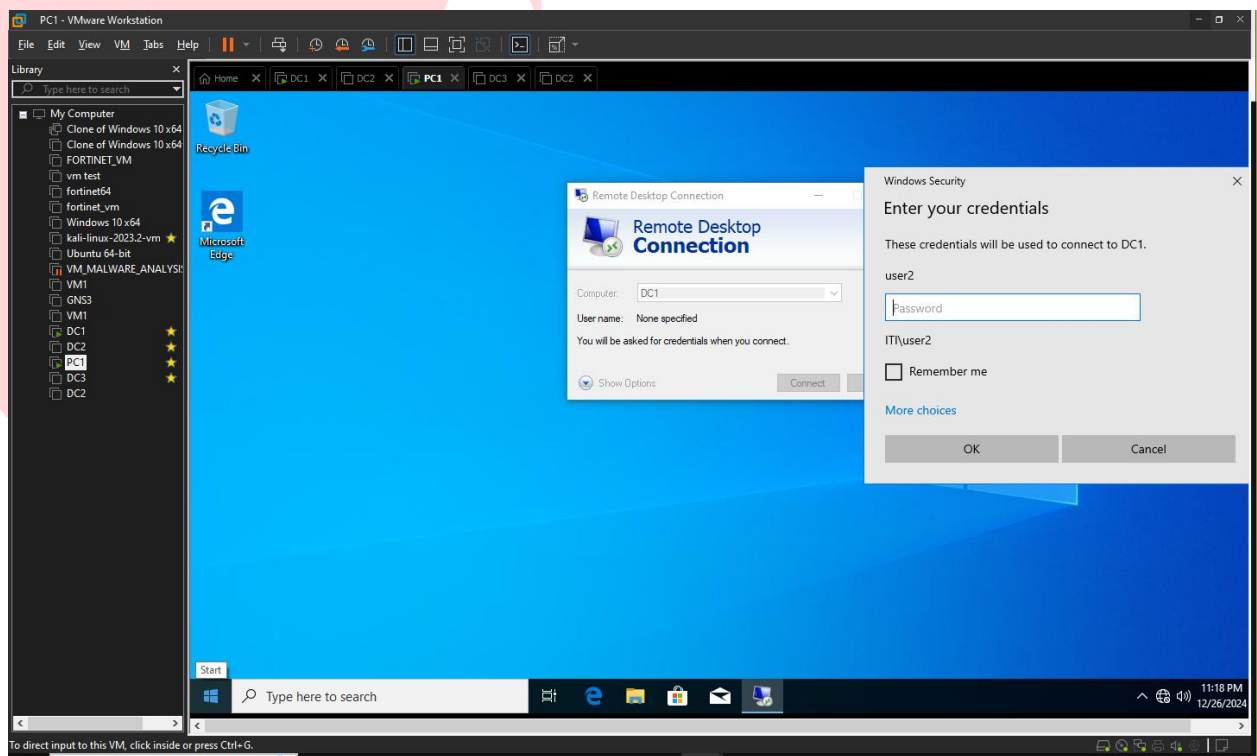 PC1 - VMware Workstation
File Edit View VM Tabs Help
Library
Type here to search
Home DC1 DC2 PC1 DC3 DC2
My Computer
Clone of Windows 10 x64
Clone of Windows 10 x64
FORTINET_VM
vm test
fortinet64
fortinet_vm
Windows 10 x64
kali-linux-2023.2-vm
Ubuntu 64-bit
VM_MALWARE_ANALYSI
VM1
GNS3
VM1
DC1
DC2
PC1
DC3
DC2
Recycle Bin
Microsoft
Edge
Remote Desktop Connection
Remote Desktop
Connection
Computer: DC1
User name: None specified
You will be asked for credentials when you connect.
Show Options Connect
Windows Security
Enter your credentials
These credentials will be used to connect to DC1.
user2
Password
ITI\user2
Remember me
More choices
OK Cancel
Start
Type here to search
11:18 PM
12/26/2024
To direct input to this VM, click inside or press Ctrl+G.